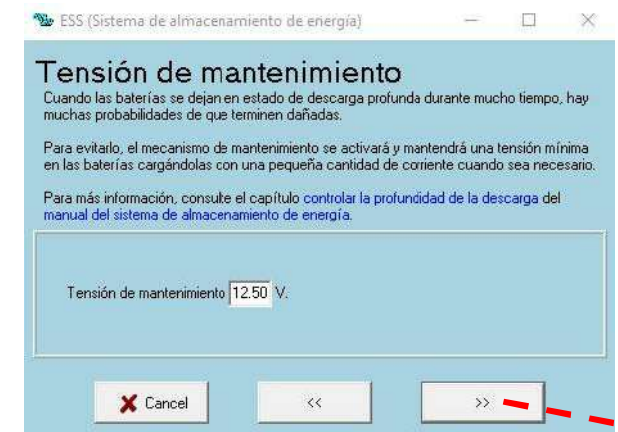 ESS (Sistema de almacenamiento de energía)
Tensión de mantenimiento
Cuando las baterías se dejan en estado de descarga profunda durante mucho tiempo, hay
muchas probabilidades de que terminen dañadas.
Para evitarlo, el mecanismo de mantenimiento se activará y mantendrá una tensión mínima
en las baterías cargándolas con una pequeña cantidad de corriente cuando sea necesario.
Para más información, consulte el capítulo controlar la profundidad de la descarga del
manual del sistema de almacenamiento de energía.
Tensión de mantenimiento 12.50 V.
Cancel << >>